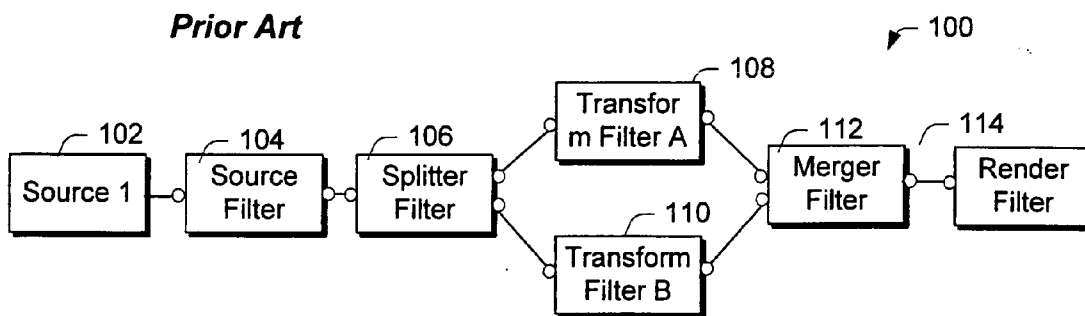 Prior Art
100
102
Source 1
104
Source
Filter
106
Splitter
Filter
108
Transfor
m Filter A
110
Transform
Filter B
112
Merger
Filter
114
Render
Filter